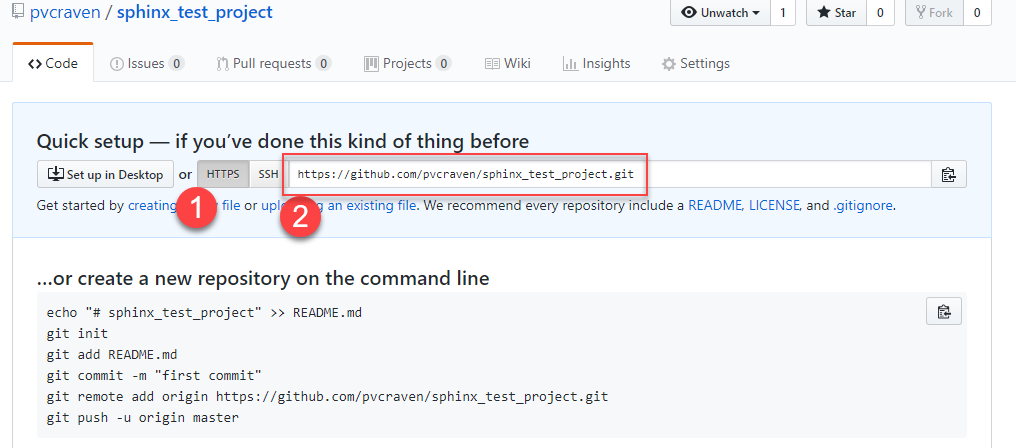 pvcraven / sphinx_test_project
Unwatch 1 Star 0 Fork 0
Code Issues 0 Pull requests 0 Projects 0 Wiki Insights Settings
Quick setup — if you’ve done this kind of thing before
Set up in Desktop or HTTPS SSH https://github.com/pvcraven/sphinx_test_project.git
Get started by creating file or an existing file. We recommend every repository include a README, LICENSE, and .gitignore.
1 2
…or create a new repository on the command line
echo "# sphinx_test_project" >> README.md
git init
git add README.md
git commit -m "first commit"
git remote add origin https://github.com/pvcraven/sphinx_test_project.git
git push -u origin master